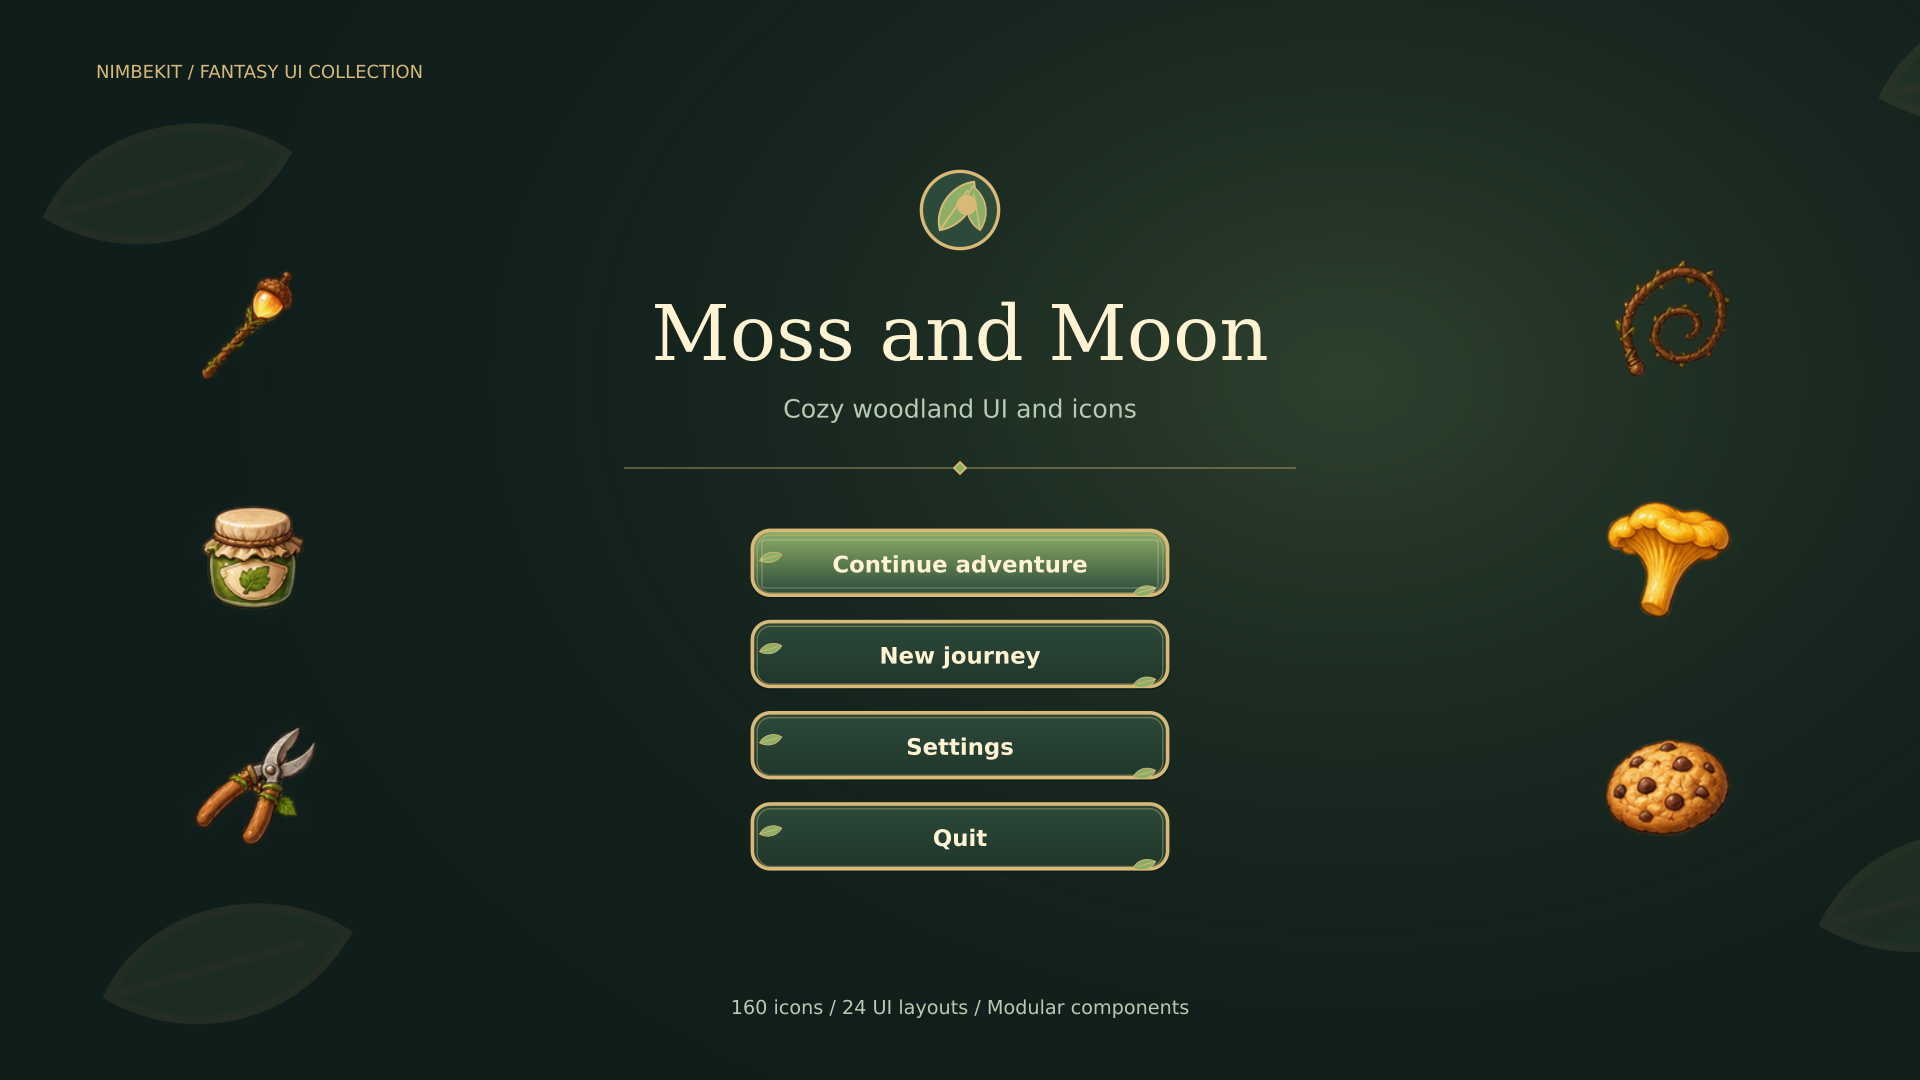 NIMBEKIT / FANTASY UI COLLECTION
Moss and Moon
Cozy woodland UI and icons
Continue adventure
New journey
Settings
Quit
160 icons / 24 UI layouts / Modular components